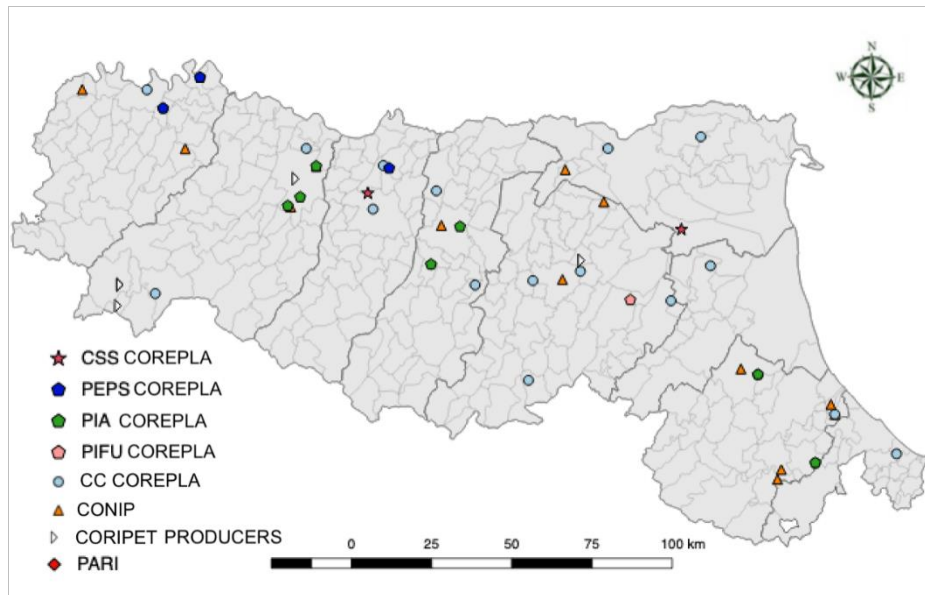 N
W E
S
CSS COREPLA
PEPS COREPLA
PIA COREPLA
PIFU COREPLA
CC COREPLA
CONIP
CORIPET PRODUCERS
PARI
0 25 50 75 100 km